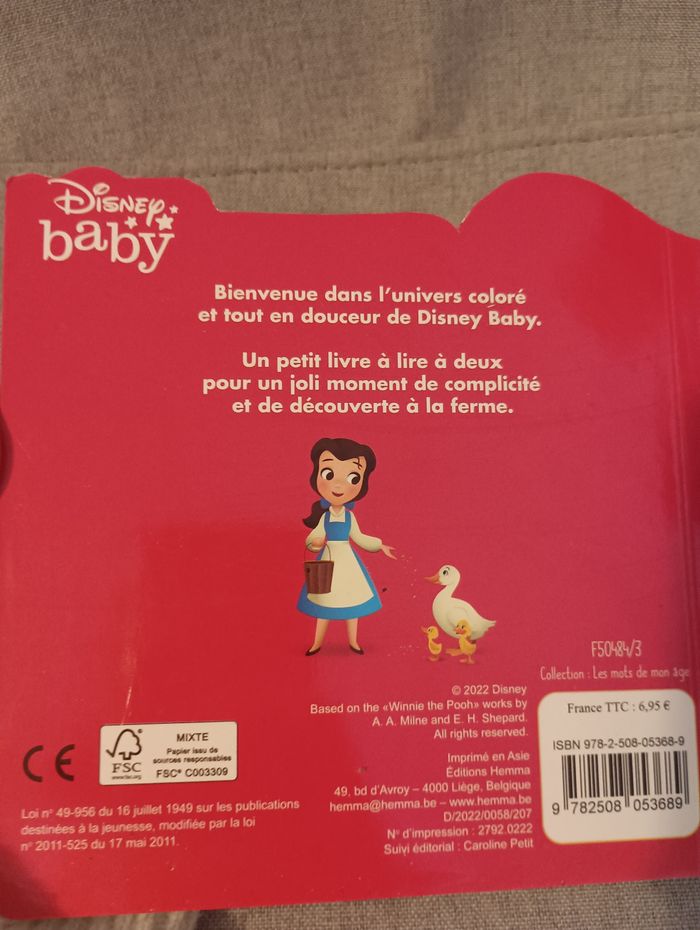 Disney
baby
Bienvenue dans l'univers coloré
et tout en douceur de Disney Baby.
Un petit livre à lire à deux
pour un joli moment de complicité
et de découverte à la ferme.
F50484/3
Collection : Les mots de mon âge
© 2022 Disney
Based on the «Winnie the Pooh» works by
A. A. Milne and E. H. Shepard.
All rights reserved.
France TTC : 6,95 €
ISBN 978-2-508-05368-9
9 782508 053689
Imprimé en Asie
Éditions Hemma
49, bd d'Avroy – 4000 Liège, Belgique
hemma@hemma.be – www.hemma.be
D/2022/0058/207
N° d'impression : 2792.0222
Suivi éditorial : Caroline Petit
CE
FSC
www.fsc.org
MIXTE
Papier issu de
sources responsables
FSC® C003309
Loi n° 49-956 du 16 juillet 1949 sur les publications
destinées à la jeunesse, modifiée par la loi
n° 2011-525 du 17 mai 2011.